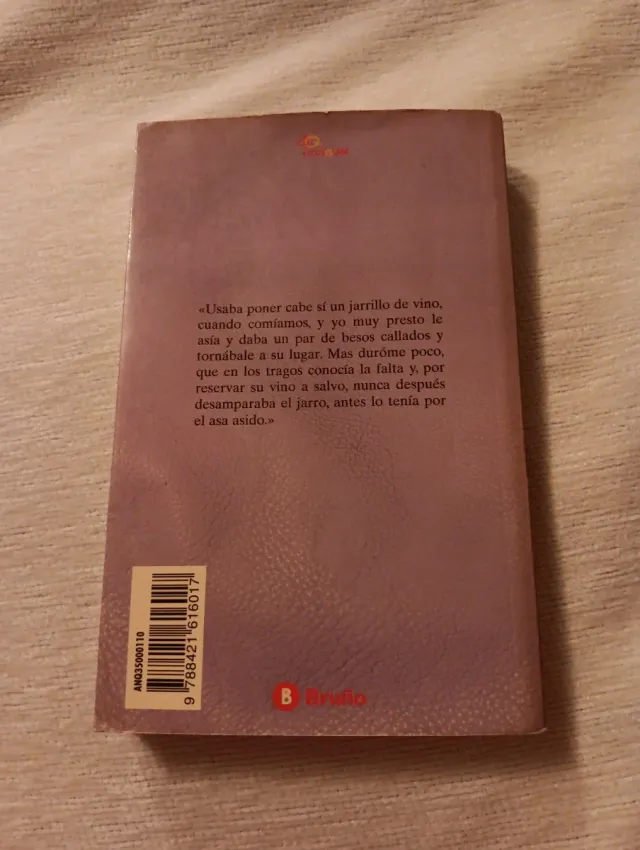 «Usaba poner cabe sí un jarrillo de vino,
cuando comíamos, y yo muy presto le
asía y daba un par de besos callados y
tornábale a su lugar. Mas duróme poco,
que en los tragos conocía la falta y, por
reservar su vino a salvo, nunca después
desamparaba el jarro, antes lo tenía por
el asa asido.»
ANQ35000110
9 788421 616017
B Bruño